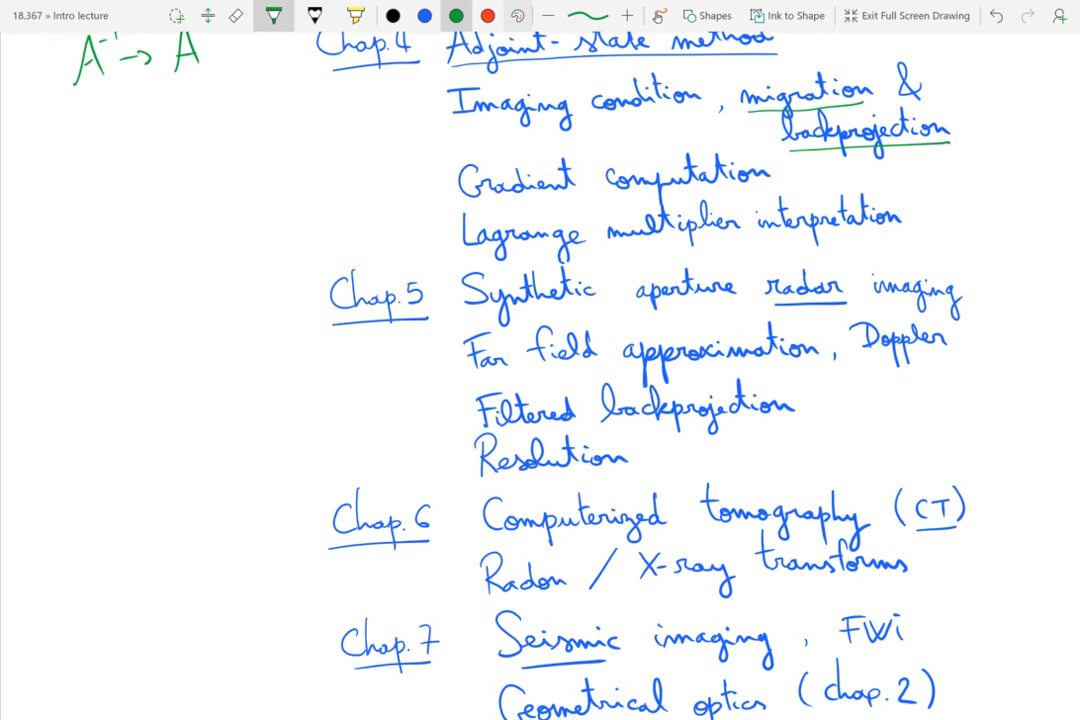 18.367 » Intro lecture
Shapes
Ink to Shape
Exit Full Screen Drawing
A⁻¹ → A
Chap. 4 Adjoint-state method
Imaging condition, migration &
backprojection
Gradient computation
Lagrange multiplier interpretation
Chap. 5 Synthetic aperture radar imaging
Far field approximation, Doppler
Filtered backprojection
Resolution
Chap. 6 Computerized tomography (CT)
Radon / X-ray transforms
Chap. 7 Seismic imaging, FWi
Geometrical optics (chap. 2)